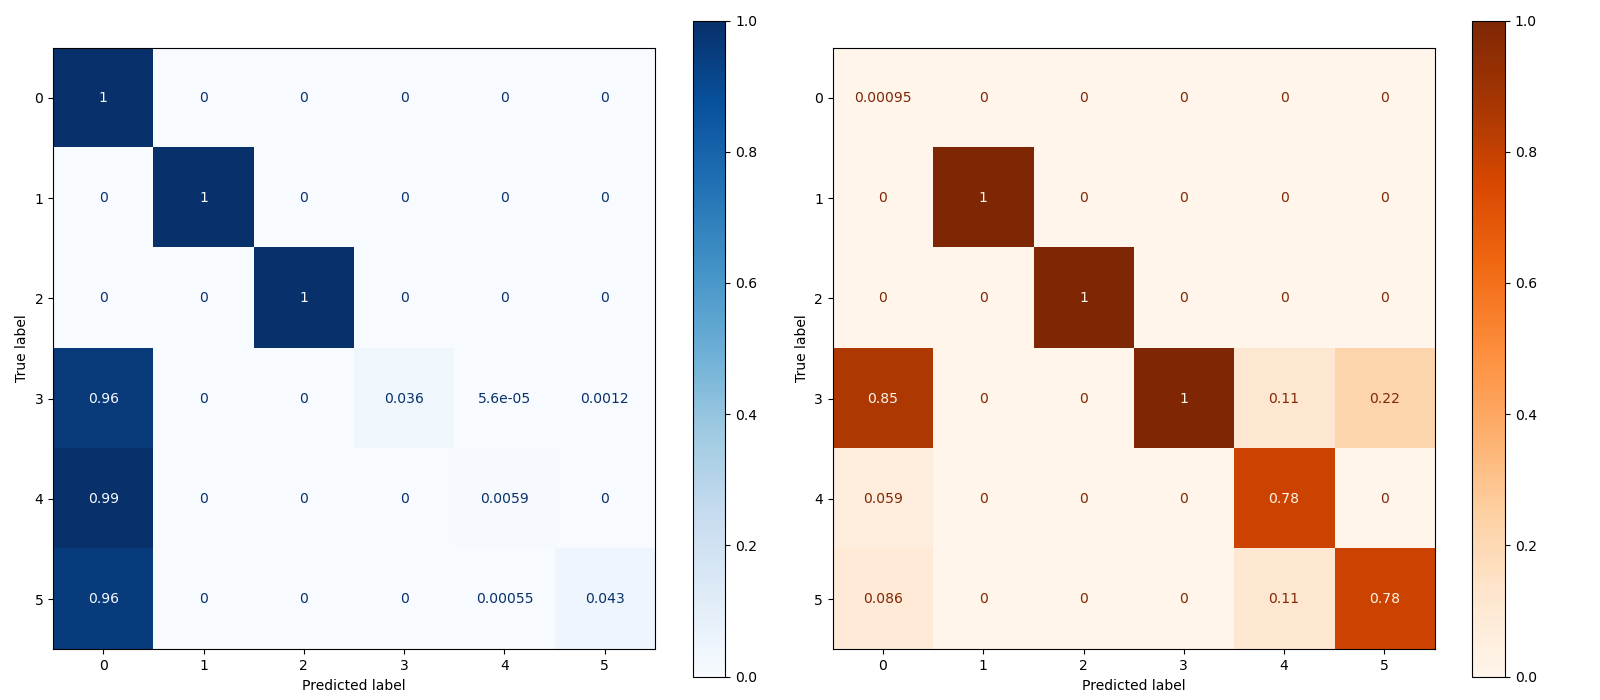 1.0
0 1 0 0 0 0 0
0.8
1 0 1 0 0 0 0
0.6
2 0 0 1 0 0 0
True label
3 0.96 0 0 0.036 5.6e-05 0.0012
0.4
4 0.99 0 0 0 0.0059 0
0.2
5 0.96 0 0 0 0.00055 0.043
0.0
0 1 2 3 4 5
Predicted label
1.0
0 0.00095 0 0 0 0 0
0.8
1 0 1 0 0 0 0
0.6
2 0 0 1 0 0 0
True label
3 0.85 0 0 1 0.11 0.22
0.4
4 0.059 0 0 0 0.78 0
0.2
5 0.086 0 0 0 0.11 0.78
0.0
0 1 2 3 4 5
Predicted label